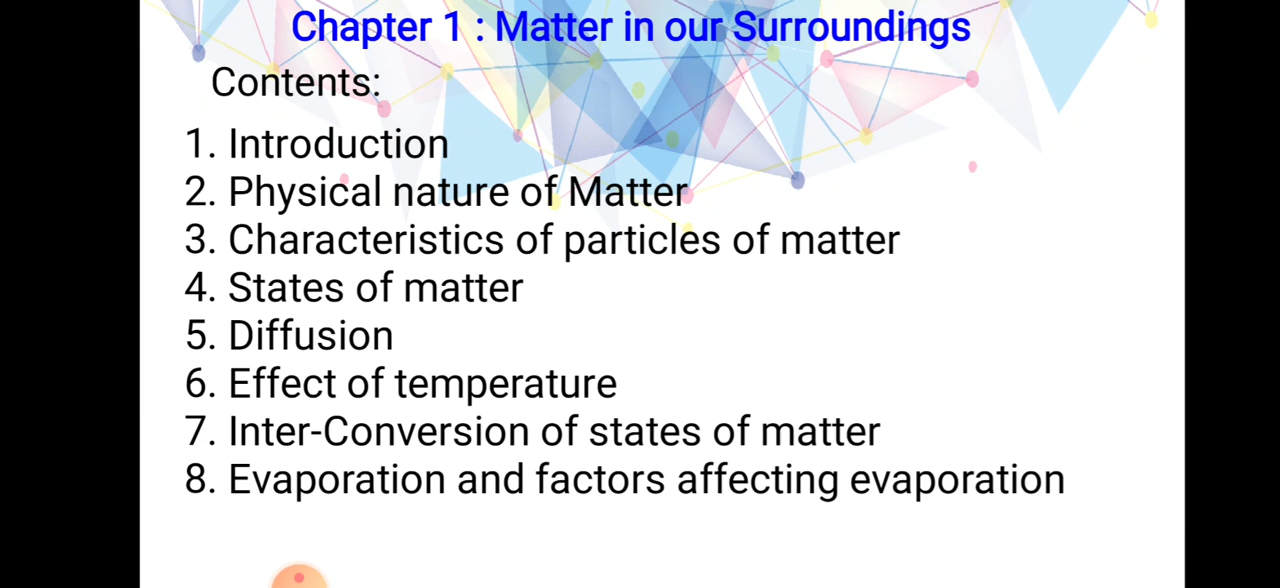 Chapter 1 : Matter in our Surroundings
Contents:
1. Introduction
2. Physical nature of Matter
3. Characteristics of particles of matter
4. States of matter
5. Diffusion
6. Effect of temperature
7. Inter-Conversion of states of matter
8. Evaporation and factors affecting evaporation